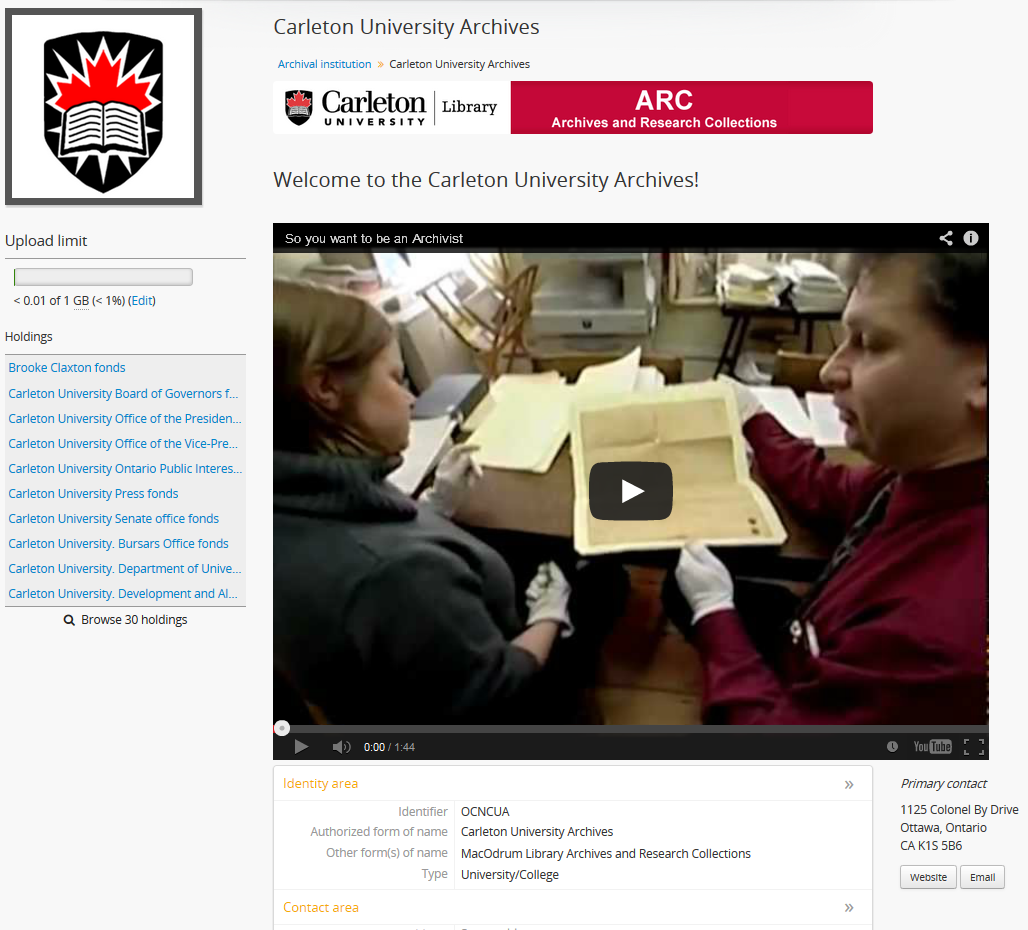 Carleton University Archives
Archival institution » Carleton University Archives
Carleton UNIVERSITY Library
ARC
Archives and Research Collections
Welcome to the Carleton University Archives!
Upload limit
< 0.01 of 1 GB (< 1%) (Edit)
Holdings
Brooke Claxton fonds
Carleton University Board of Governors f...
Carleton University Office of the Presiden...
Carleton University Office of the Vice-Pre...
Carleton University Ontario Public Interes...
Carleton University Press fonds
Carleton University Senate office fonds
Carleton University. Bursars Office fonds
Carleton University. Department of Unive...
Carleton University. Development and Al...
Browse 30 holdings
So you want to be an Archivist
0:00 / 1:44
YouTube
Identity area »
Identifier OCNCUA
Authorized form of name Carleton University Archives
Other form(s) of name MacOdrum Library Archives and Research Collections
Type University/College
Contact area »
Primary contact
1125 Colonel By Drive
Ottawa, Ontario
CA K1S 5B6
Website Email